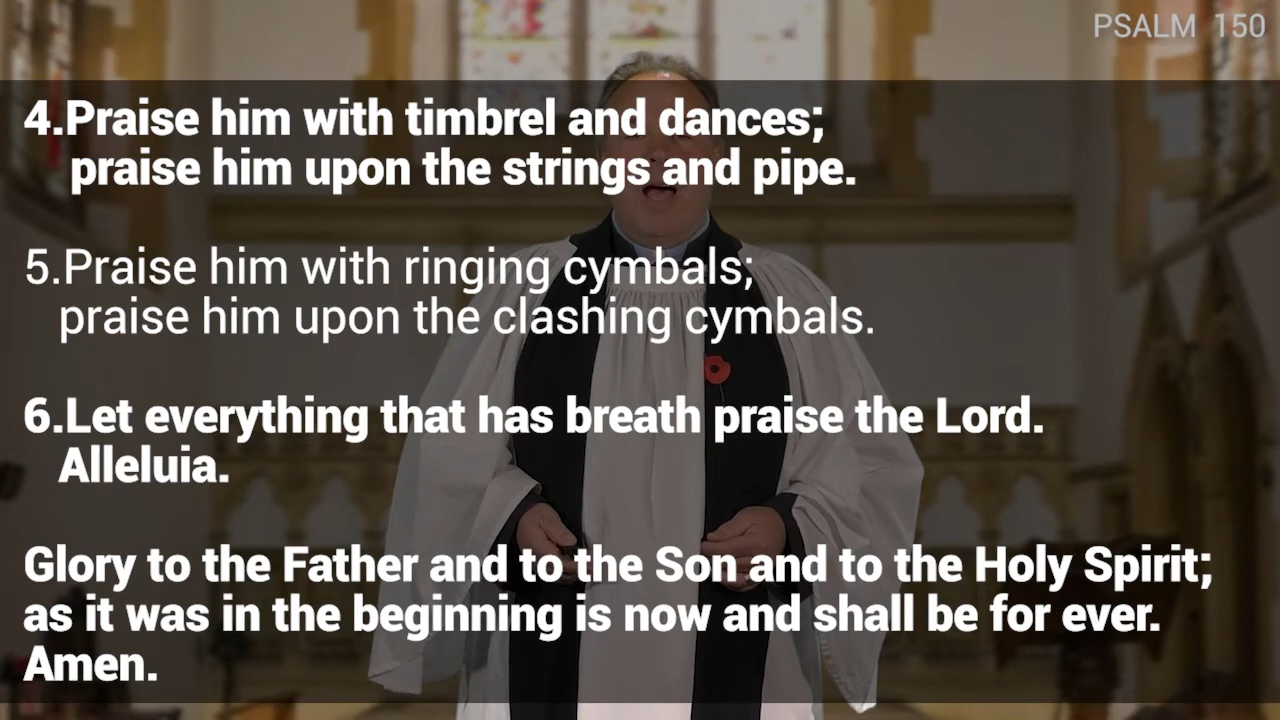 PSALM 150
4.Praise him with timbrel and dances;
praise him upon the strings and pipe.
5.Praise him with ringing cymbals;
praise him upon the clashing cymbals.
6.Let everything that has breath praise the Lord.
Alleluia.
Glory to the Father and to the Son and to the Holy Spirit;
as it was in the beginning is now and shall be for ever.
Amen.